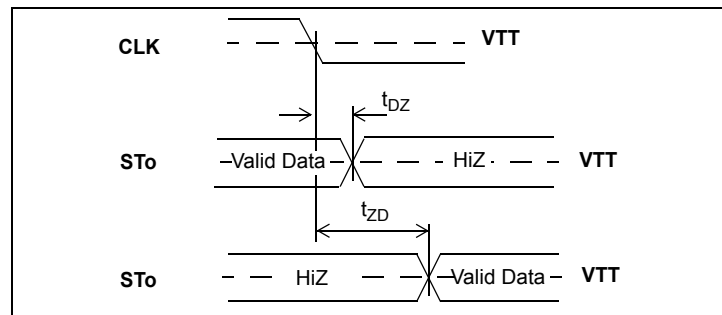 CLK VTT
tDZ
STo Valid Data HiZ VTT
tZD
STo HiZ Valid Data VTT